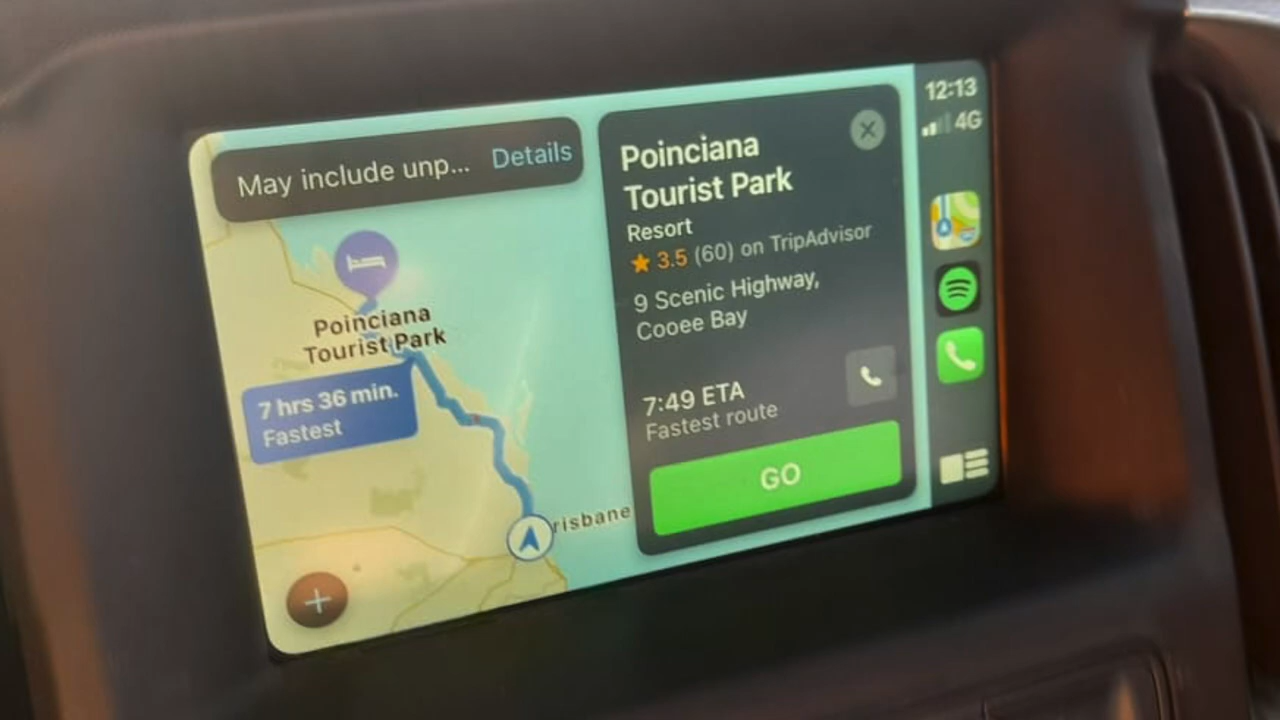 May include unp... Details
Poinciana
Tourist Park
7 hrs 36 min.
Fastest
risbane
Poinciana
Tourist Park
Resort
3.5 (60) on TripAdvisor
9 Scenic Highway,
Cooee Bay
7:49 ETA
Fastest route
GO
12:13
4G